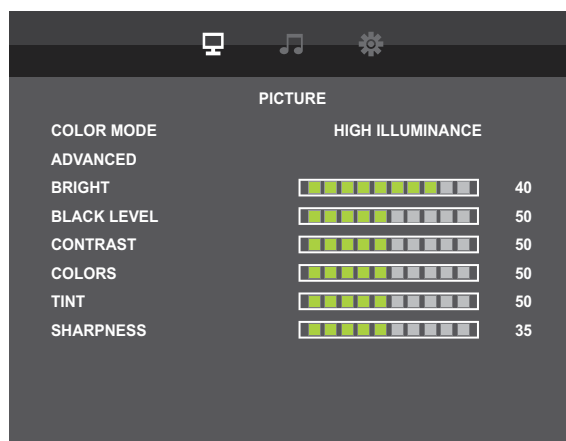 PICTURE
COLOR MODE HIGH ILLUMINANCE
ADVANCED
BRIGHT 40
BLACK LEVEL 50
CONTRAST 50
COLORS 50
TINT 50
SHARPNESS 35